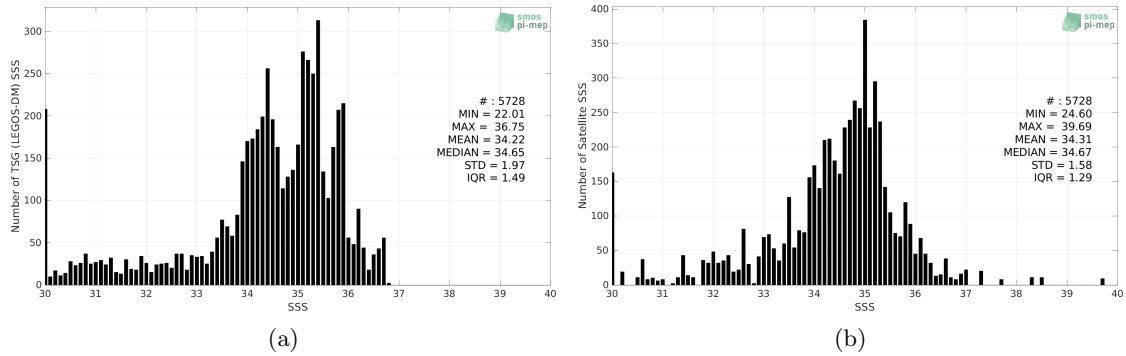 smos
pi-mep
Number of TSG (LEGOS-DM) SSS
300
250
200
150
100
50
0
# : 5728
MIN = 22.01
MAX = 36.75
MEAN = 34.22
MEDIAN = 34.65
STD = 1.97
IQR = 1.49
30 31 32 33 34 35 36 37 38 39 40
SSS
(a)
smos
pi-mep
Number of Satellite SSS
400
350
300
250
200
150
100
50
0
# : 5728
MIN = 24.60
MAX = 39.69
MEAN = 34.31
MEDIAN = 34.67
STD = 1.58
IQR = 1.29
30 31 32 33 34 35 36 37 38 39 40
SSS
(b)